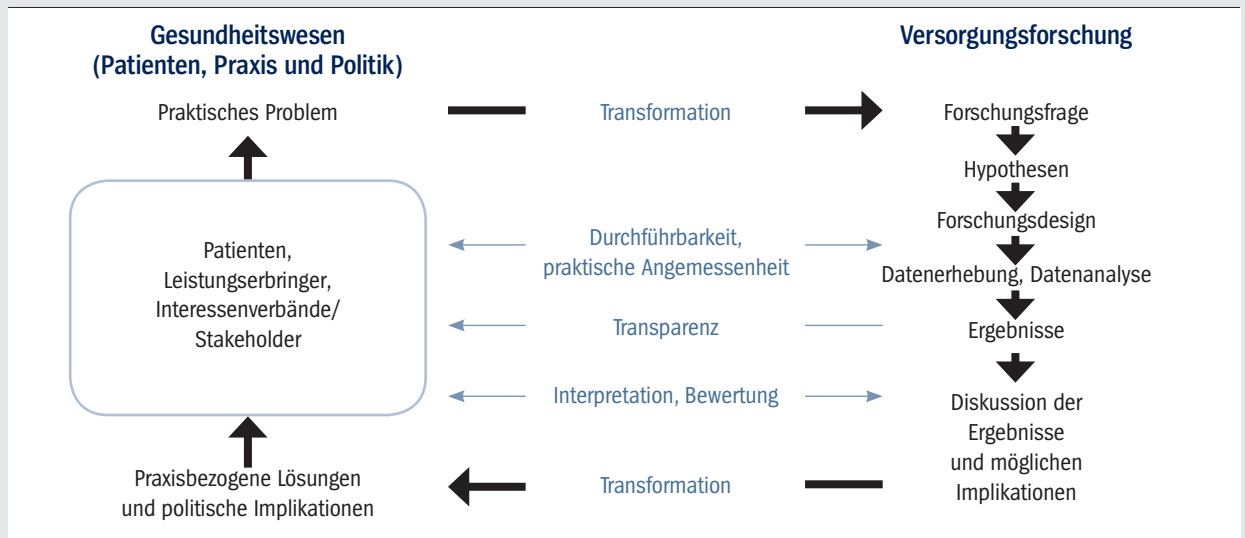 Gesundheitswesen
(Patienten, Praxis und Politik)
Versorgungsforschung
Praktisches Problem
Transformation
Forschungsfrage
Hypothesen
Forschungsdesign
Patienten,
Leistungserbringer,
Interessenverbände/
Stakeholder
Durchführbarkeit,
praktische Angemessenheit
Datenerhebung, Datenanalyse
Transparenz
Ergebnisse
Interpretation, Bewertung
Diskussion der
Ergebnisse
und möglichen
Implikationen
Praxisbezogene Lösungen
und politische Implikationen
Transformation